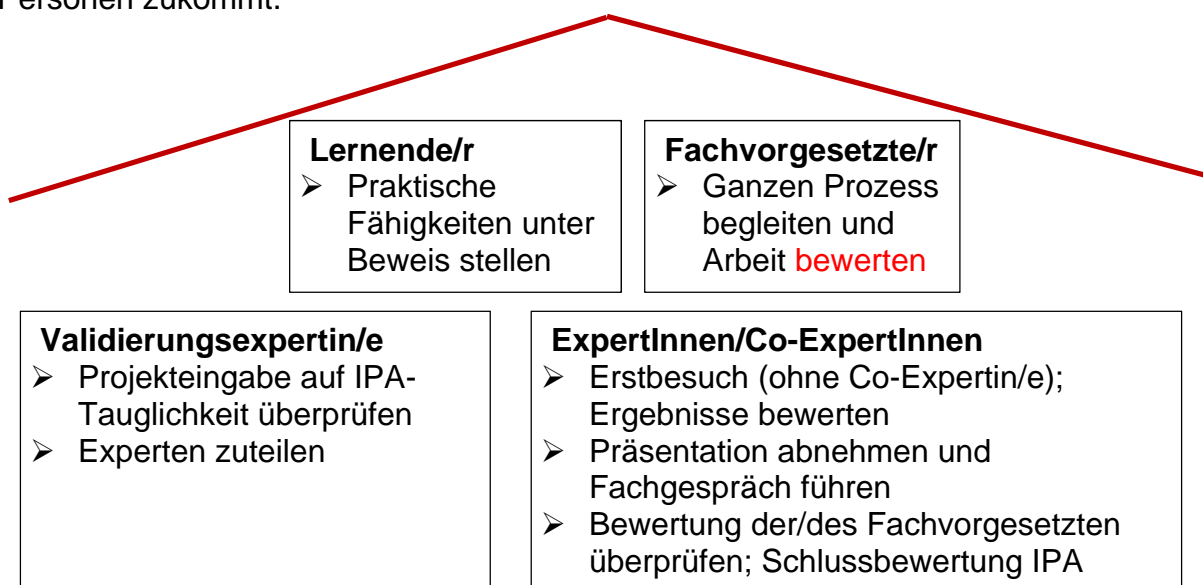 Personen zukommt.
Lernende/r
➢ Praktische
Fähigkeiten unter
Beweis stellen
Fachvorgesetzte/r
➢ Ganzen Prozess
begleiten und
Arbeit bewerten
Validierungsexpertin/e
➢ Projekteingabe auf IPA-
Tauglichkeit überprüfen
➢ Experten zuteilen
ExpertInnen/Co-ExpertInnen
➢ Erstbesuch (ohne Co-Expertin/e);
Ergebnisse bewerten
➢ Präsentation abnehmen und
Fachgespräch führen
➢ Bewertung der/des Fachvorgesetzten
überprüfen; Schlussbewertung IPA